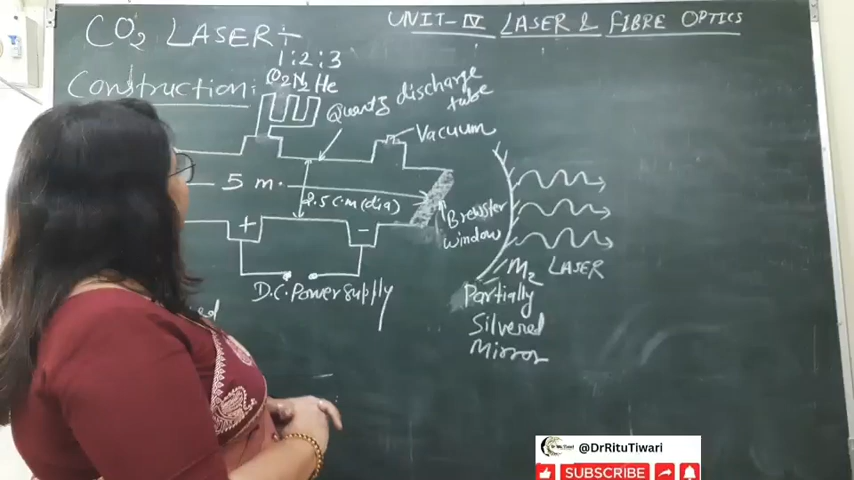 UNIT-IV LASER & FIBRE OPTICS
CO2 LASER :-
1:2:3
Construction:
CO2 N2 He
Quartz discharge
tube
Vacuum
5 m.
2.5 c.m (dia)
+
-
Brewster
window
M2
LASER
D.C. Power supply
Partially
Silvered
Mirror
@DrRituTiwari
SUBSCRIBE